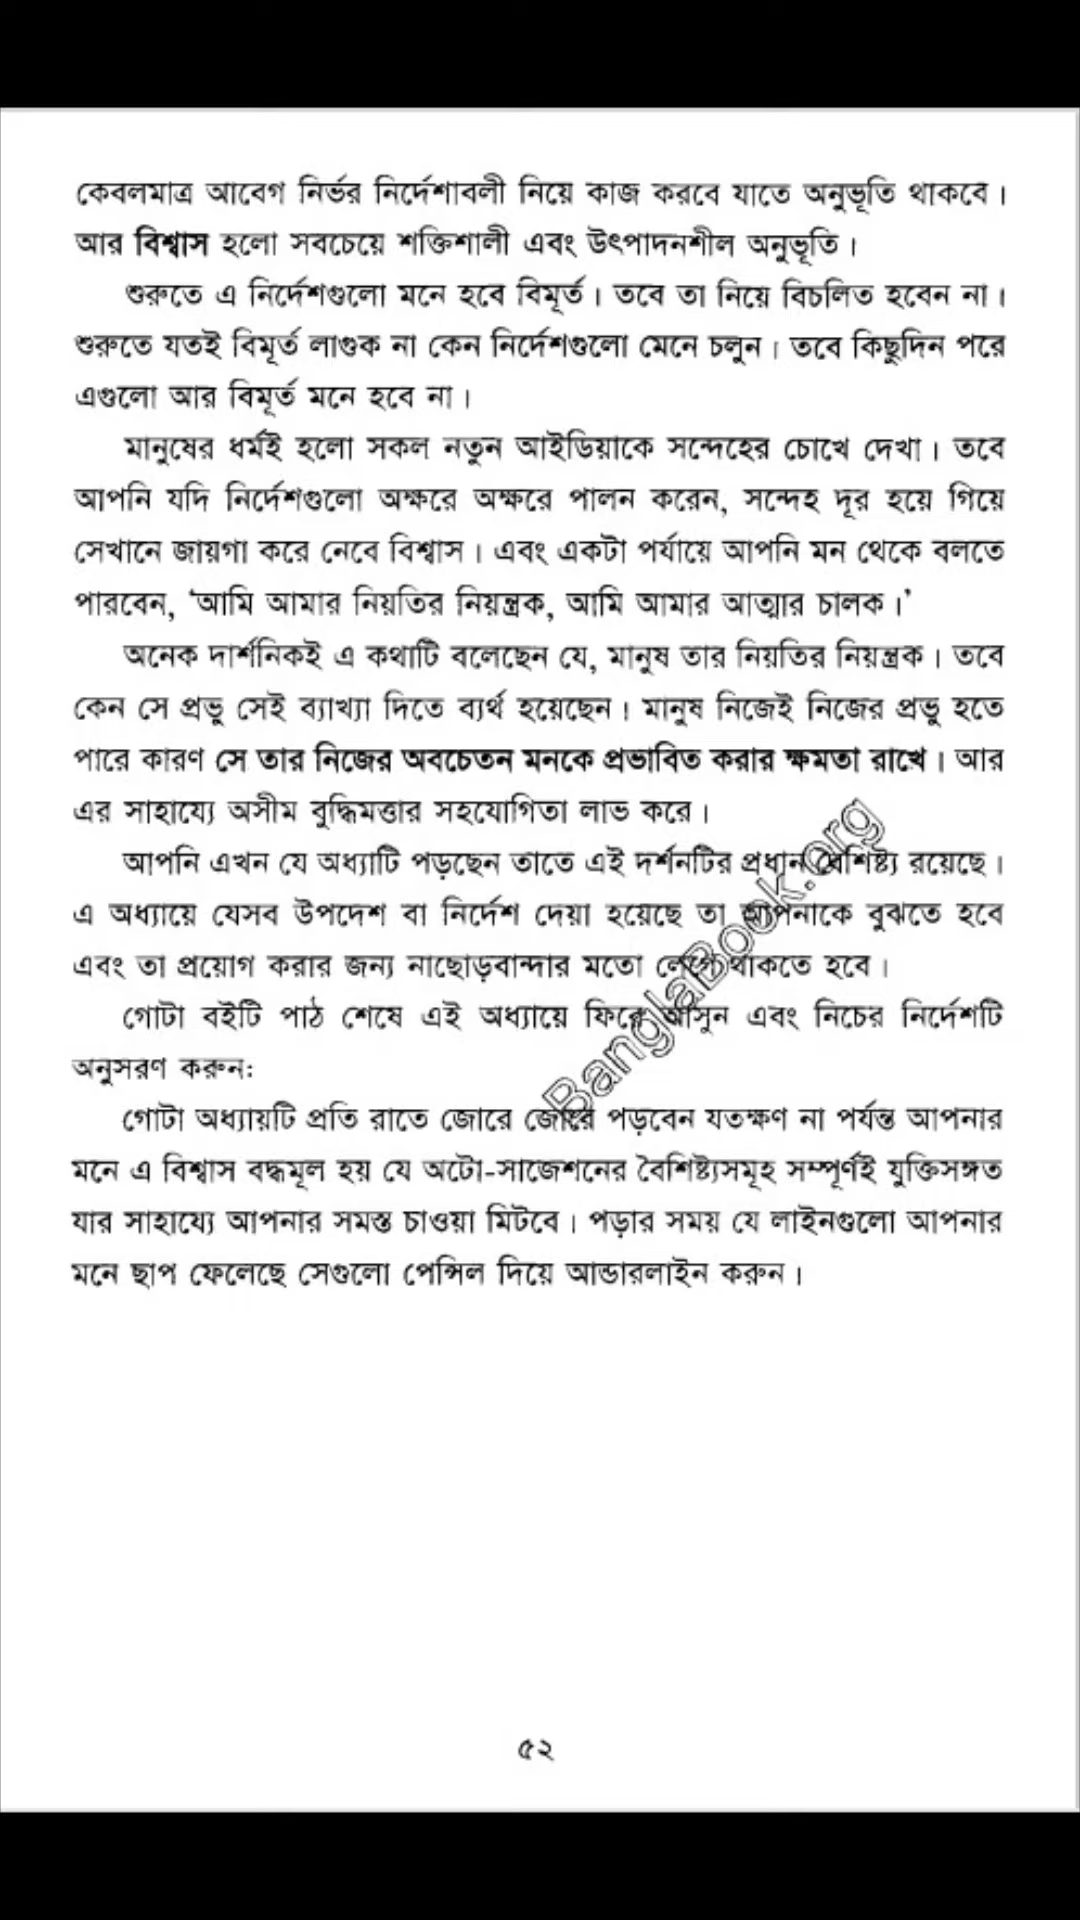 কেবলমাত্র আবেগ নির্ভর নির্দেশাবলী নিয়ে কাজ করবে যাতে অনুভূতি থাকবে।
আর বিশ্বাস হলো সবচেয়ে শক্তিশালী এবং উৎপাদনশীল অনুভূতি।
শুরুতে এ নির্দেশগুলো মনে হবে বিমূর্ত। তবে তা নিয়ে বিচলিত হবেন না।
শুরুতে যতই বিমূর্ত লাগুক না কেন নির্দেশগুলো মেনে চলুন। তবে কিছুদিন পরে
এগুলো আর বিমূর্ত মনে হবে না।
মানুষের ধর্মই হলো সকল নতুন আইডিয়াকে সন্দেহের চোখে দেখা। তবে
আপনি যদি নির্দেশগুলো অক্ষরে অক্ষরে পালন করেন, সন্দেহ দূর হয়ে গিয়ে
সেখানে জায়গা করে নেবে বিশ্বাস। এবং একটা পর্যায়ে আপনি মন থেকে বলতে
পারবেন, ‘আমি আমার নিয়তির নিয়ন্ত্রক, আমি আমার আত্মার চালক।’
অনেক দার্শনিকই এ কথাটি বলেছেন যে, মানুষ তার নিয়তির নিয়ন্ত্রক। তবে
কেন সে প্রভু সেই ব্যাখ্যা দিতে ব্যর্থ হয়েছেন। মানুষ নিজেই নিজের প্রভু হতে
পারে কারণ সে তার নিজের অবচেতন মনকে প্রভাবিত করার ক্ষমতা রাখে। আর
এর সাহায্যে অসীম বুদ্ধিমত্তার সহযোগিতা লাভ করে।
আপনি এখন যে অধ্যাটি পড়ছেন তাতে এই দর্শনটির প্রধান বৈশিষ্ট্য রয়েছে।
এ অধ্যায়ে যেসব উপদেশ বা নির্দেশ দেয়া হয়েছে তা আপনাকে বুঝতে হবে
এবং তা প্রয়োগ করার জন্য নাছোড়বান্দার মতো লেগে থাকতে হবে।
গোটা বইটি পাঠ শেষে এই অধ্যায়ে ফিরে আসুন এবং নিচের নির্দেশটি
অনুসরণ করুন:
গোটা অধ্যায়টি প্রতি রাতে জোরে জোরে পড়বেন যতক্ষণ না পর্যন্ত আপনার
মনে এ বিশ্বাস বদ্ধমূল হয় যে অটো-সাজেশনের বৈশিষ্ট্যসমূহ সম্পূর্ণই যুক্তিসঙ্গত
যার সাহায্যে আপনার সমস্ত চাওয়া মিটবে। পড়ার সময় যে লাইনগুলো আপনার
মনে ছাপ ফেলেছে সেগুলো পেন্সিল দিয়ে আন্ডারলাইন করুন।
BanglaBook.org
৫২